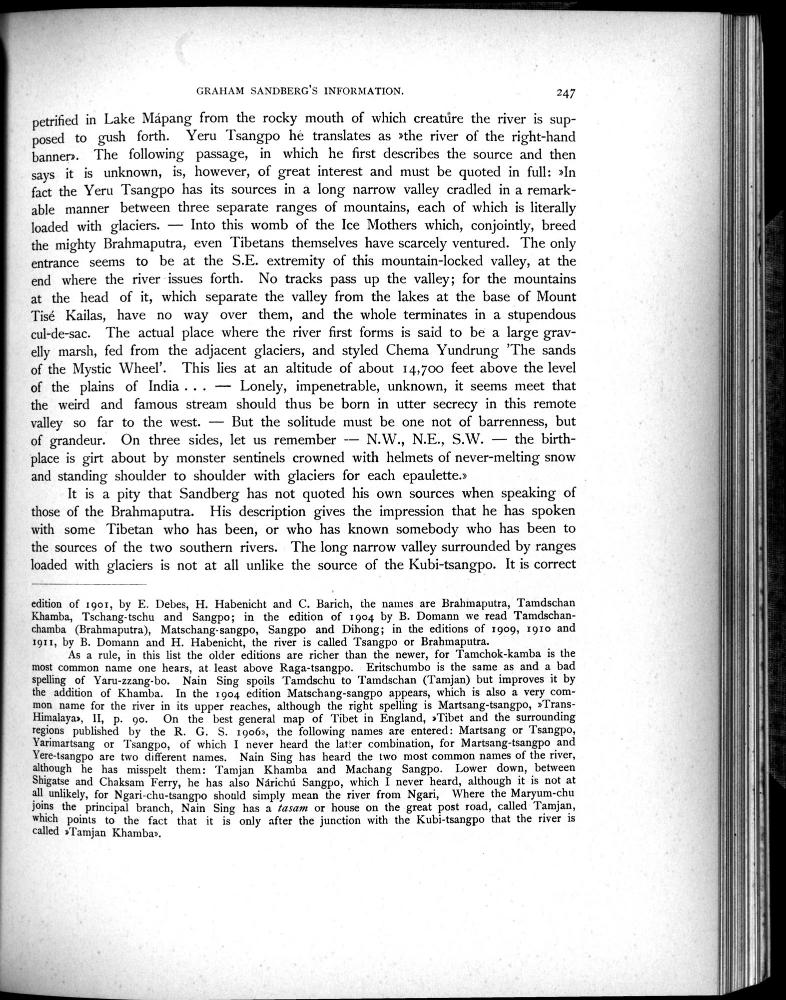 GRAHAM SANDBERG'S INFORMATION. 247
petrified in Lake Mápang from the rocky mouth of which creature the river is sup-
posed to gush forth. Yeru Tsangpo he translates as »the river of the right-hand
banner». The following passage, in which he first describes the source and then
says it is unknown, is, however, of great interest and must be quoted in full: »In
fact the Yeru Tsangpo has its sources in a long narrow valley cradled in a remark-
able manner between three separate ranges of mountains, each of which is literally
loaded with glaciers. — Into this womb of the Ice Mothers which, conjointly, breed
the mighty Brahmaputra, even Tibetans themselves have scarcely ventured. The only
entrance seems to be at the S.E. extremity of this mountain-locked valley, at the
end where the river issues forth. No tracks pass up the valley; for the mountains
at the head of it, which separate the valley from the lakes at the base of Mount
Tisé Kailas, have no way over them, and the whole terminates in a stupendous
cul-de-sac. The actual place where the river first forms is said to be a large grav-
elly marsh, fed from the adjacent glaciers, and styled Chema Yundrung 'The sands
of the Mystic Wheel'. This lies at an altitude of about 14,700 feet above the level
of the plains of India . . . — Lonely, impenetrable, unknown, it seems meet that
the weird and famous stream should thus be born in utter secrecy in this remote
valley so far to the west. — But the solitude must be one not of barrenness, but
of grandeur. On three sides, let us remember — N.W., N.E., S.W. — the birth-
place is girt about by monster sentinels crowned with helmets of never-melting snow
and standing shoulder to shoulder with glaciers for each epaulette.»
It is a pity that Sandberg has not quoted his own sources when speaking of
those of the Brahmaputra. His description gives the impression that he has spoken
with some Tibetan who has been, or who has known somebody who has been to
the sources of the two southern rivers. The long narrow valley surrounded by ranges
loaded with glaciers is not at all unlike the source of the Kubi-tsangpo. It is correct
edition of 1901, by E. Debes, H. Habenicht and C. Barich, the names are Brahmaputra, Tamdschan
Khamba, Tschang-tschu and Sangpo; in the edition of 1904 by B. Domann we read Tamdschan-
chamba (Brahmaputra), Matschang-sangpo, Sangpo and Dihong; in the editions of 1909, 1910 and
1911, by B. Domann and H. Habenicht, the river is called Tsangpo or Brahmaputra.
As a rule, in this list the older editions are richer than the newer, for Tamchok-kamba is the
most common name one hears, at least above Raga-tsangpo. Eritschumbo is the same as and a bad
spelling of Yaru-zzang-bo. Nain Sing spoils Tamdschu to Tamdschan (Tamjan) but improves it by
the addition of Khamba. In the 1904 edition Matschang-sangpo appears, which is also a very com-
mon name for the river in its upper reaches, although the right spelling is Martsang-tsangpo, »Trans-
Himalaya», II, p. 90. On the best general map of Tibet in England, »Tibet and the surrounding
regions published by the R. G. S. 1906», the following names are entered: Martsang or Tsangpo,
Yarimartsang or Tsangpo, of which I never heard the latter combination, for Martsang-tsangpo and
Yere-tsangpo are two different names. Nain Sing has heard the two most common names of the river,
although he has misspelt them: Tamjan Khamba and Machang Sangpo. Lower down, between
Shigatse and Chaksam Ferry, he has also Nárichú Sangpo, which I never heard, although it is not at
all unlikely, for Ngari-chu-tsangpo should simply mean the river from Ngari, Where the Maryum-chu
joins the principal branch, Nain Sing has a tasam or house on the great post road, called Tamjan,
which points to the fact that it is only after the junction with the Kubi-tsangpo that the river is
called »Tamjan Khamba».